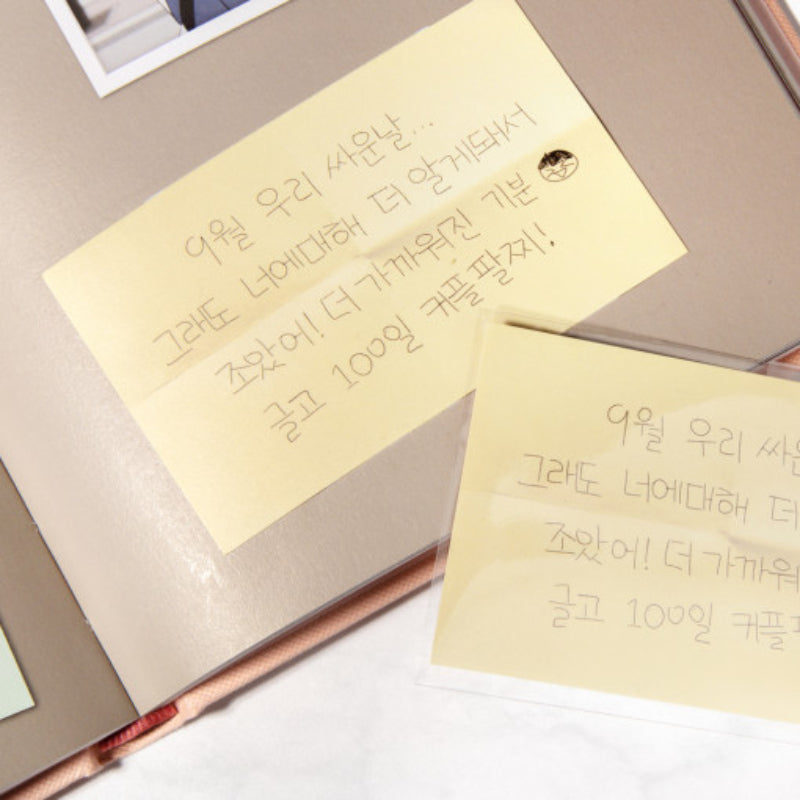 9월 우리 싸운날...
그래도 너에대해 더 알게돼서
조았어! 더 가까워진 기분
글고 100일 커플팔찌!
9월 우리 싸운
그래도 너에대해 더
조았어! 더 가까워
글고 100일 커플